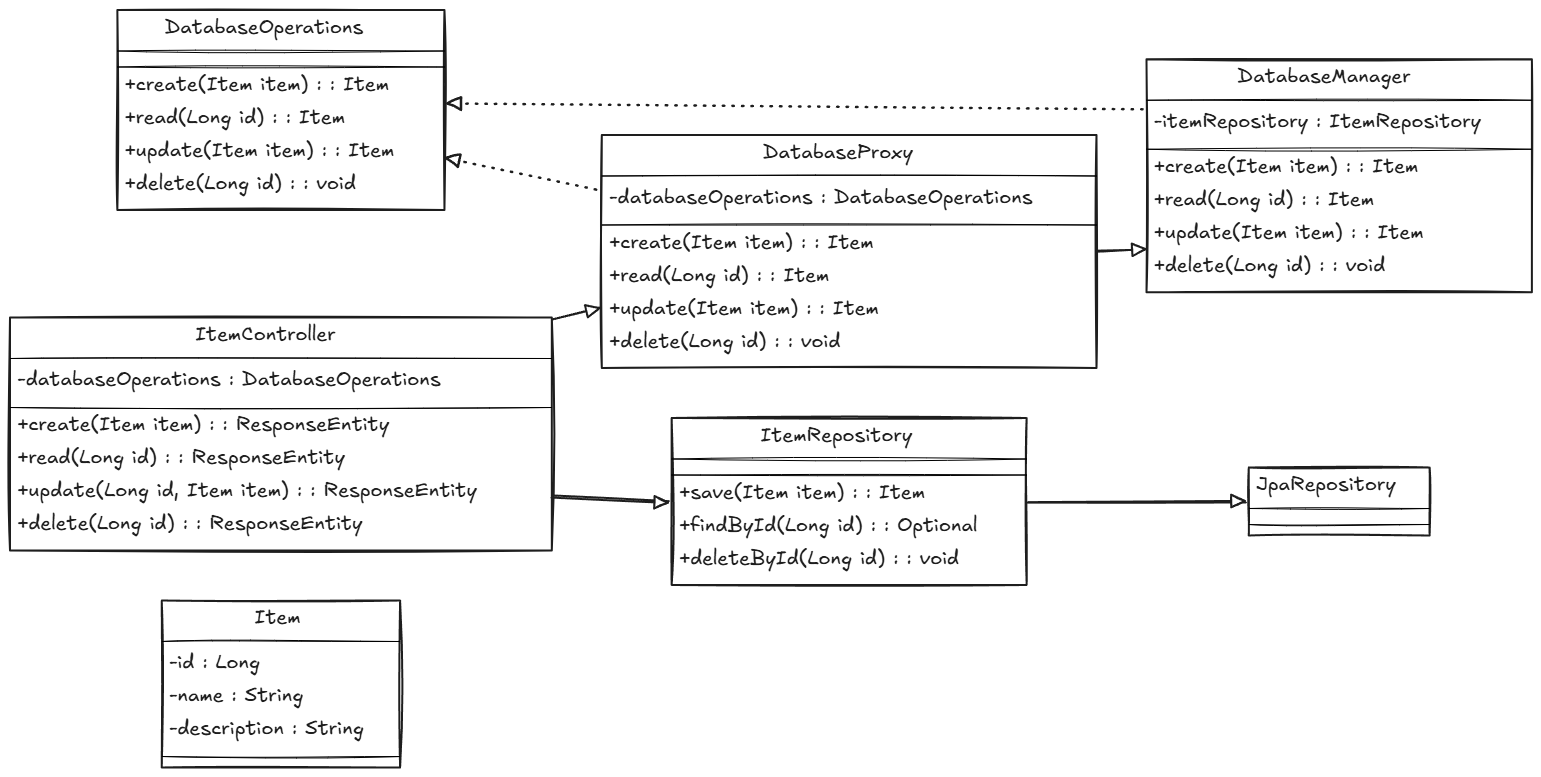 DatabaseOperations
+create(Item item) : : Item
+read(Long id) : : Item
+update(Item item) : : Item
+delete(Long id) : : void
DatabaseManager
-itemRepository : ItemRepository
+create(Item item) : : Item
+read(Long id) : : Item
+update(Item item) : : Item
+delete(Long id) : : void
DatabaseProxy
-databaseOperations : DatabaseOperations
+create(Item item) : : Item
+read(Long id) : : Item
+update(Item item) : : Item
+delete(Long id) : : void
ItemController
-databaseOperations : DatabaseOperations
+create(Item item) : : ResponseEntity
+read(Long id) : : ResponseEntity
+update(Long id, Item item) : : ResponseEntity
+delete(Long id) : : ResponseEntity
ItemRepository
+save(Item item) : : Item
+findById(Long id) : : Optional
+deleteById(Long id) : : void
JpaRepository
Item
-id : Long
-name : String
-description : String